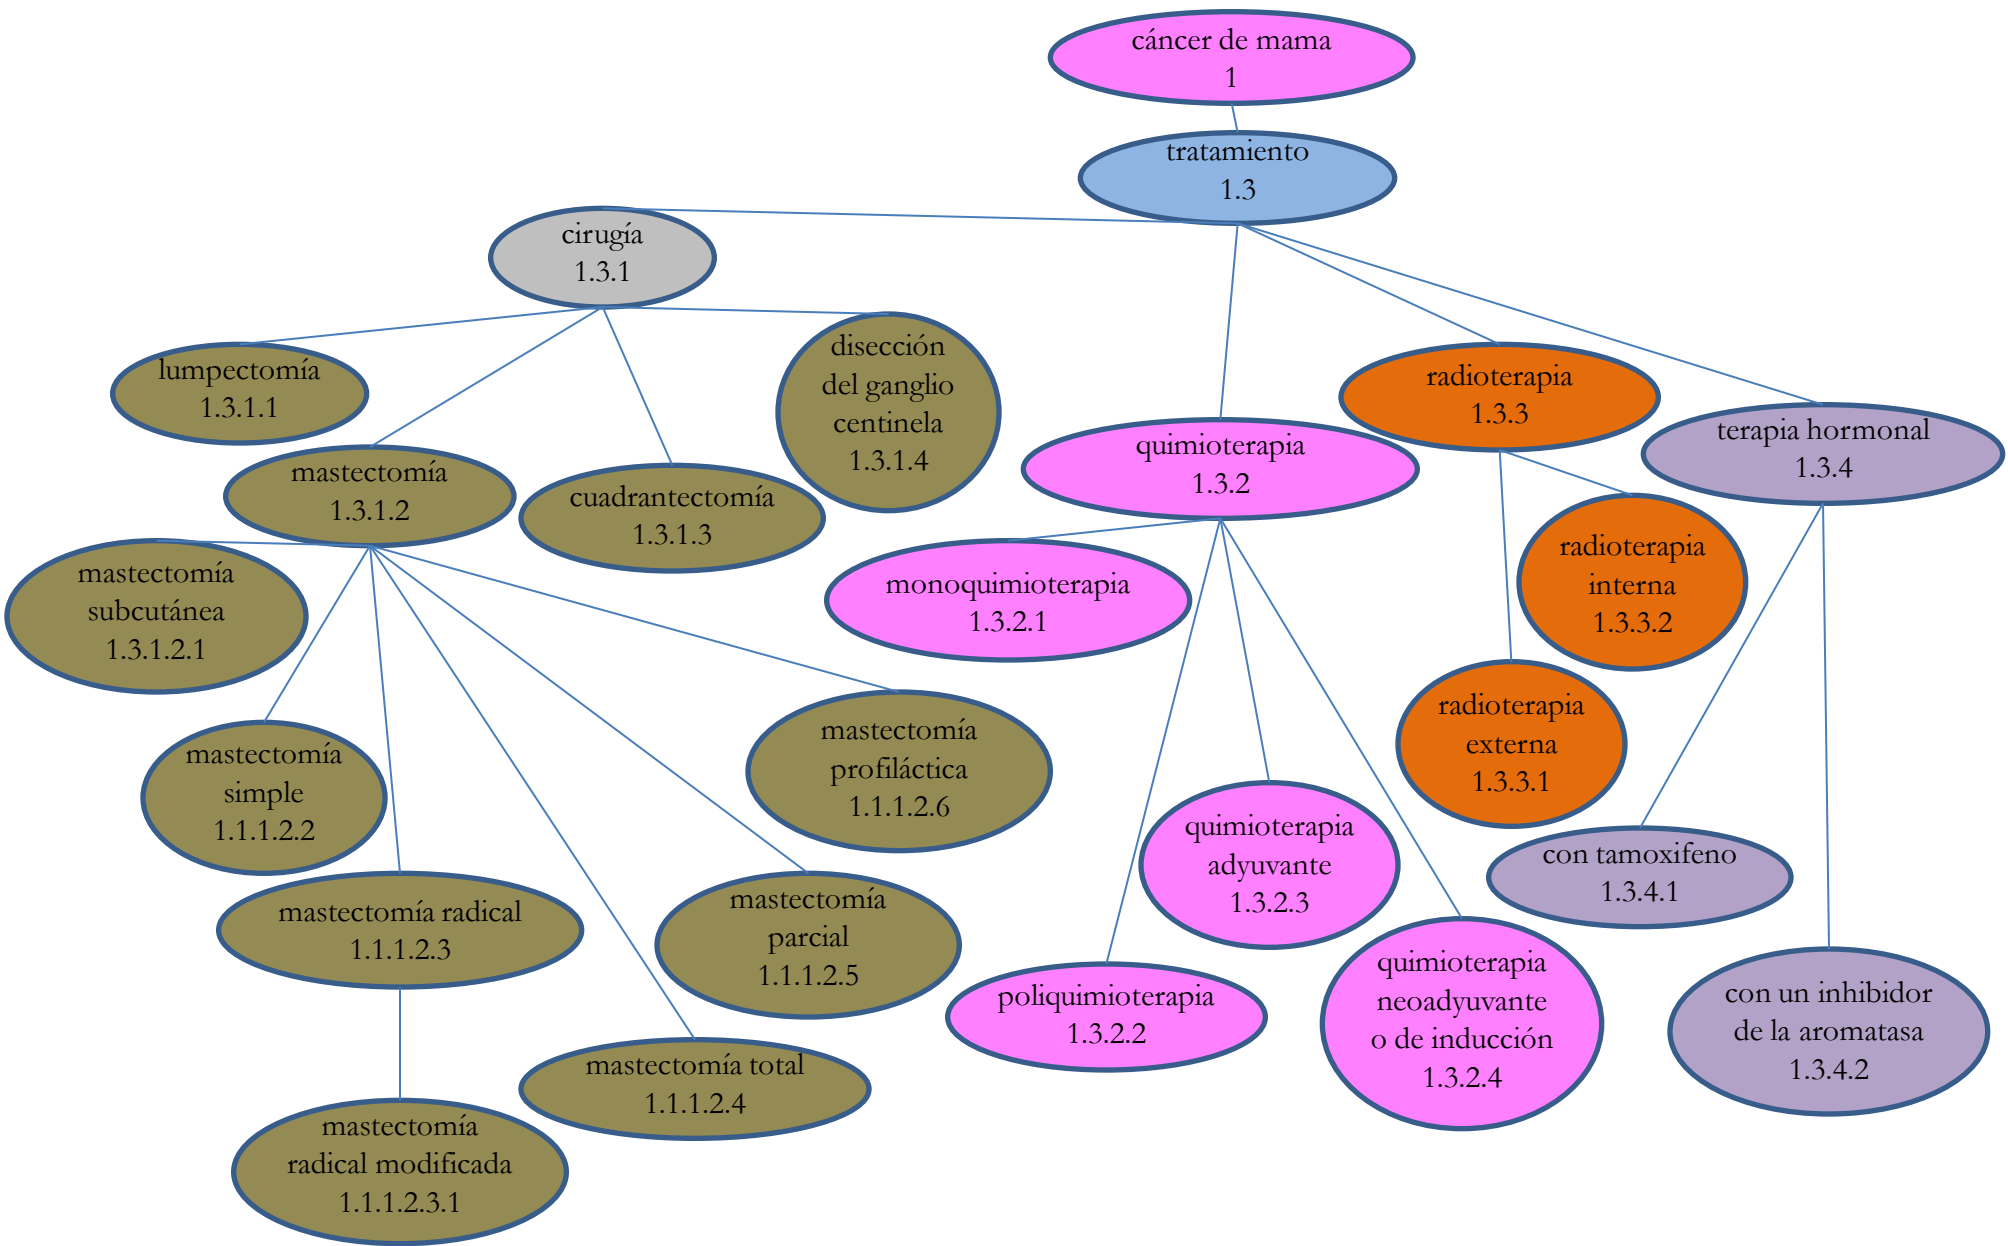 cáncer de mama
1
tratamiento
1.3
cirugía
1.3.1
lumpectomía
1.3.1.1
mastectomía
1.3.1.2
cuadrantectomía
1.3.1.3
disección
del ganglio
centinela
1.3.1.4
quimioterapia
1.3.2
radioterapia
1.3.3
terapia hormonal
1.3.4
mastectomía
subcutánea
1.3.1.2.1
mastectomía
simple
1.1.1.2.2
mastectomía radical
1.1.1.2.3
mastectomía
radical modificada
1.1.1.2.3.1
mastectomía total
1.1.1.2.4
mastectomía
parcial
1.1.1.2.5
mastectomía
profiláctica
1.1.1.2.6
monoquimioterapia
1.3.2.1
poliquimioterapia
1.3.2.2
quimioterapia
adyuvante
1.3.2.3
quimioterapia
neoadyuvante
o de inducción
1.3.2.4
radioterapia
interna
1.3.3.2
radioterapia
externa
1.3.3.1
con tamoxifeno
1.3.4.1
con un inhibidor
de la aromatasa
1.3.4.2